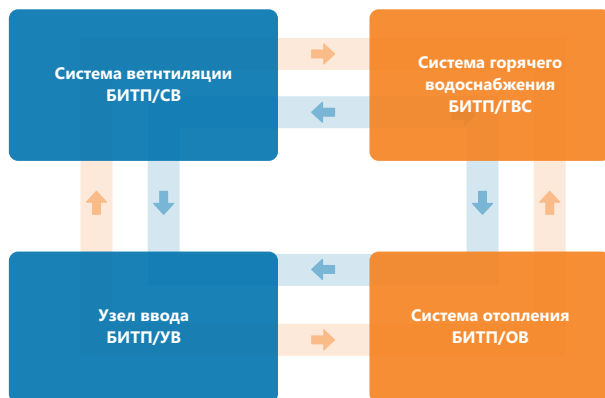 Система ветнтиляции
БИТП/СВ
Система горячего
водоснабжения
БИТП/ГВС
Узел ввода
БИТП/УВ
Система отопления
БИТП/ОВ